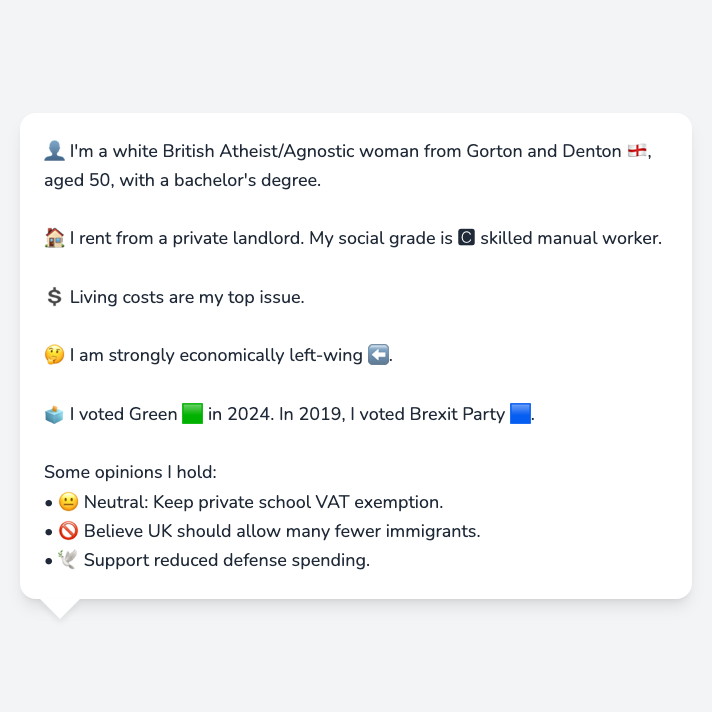 👤 I'm a white British Atheist/Agnostic woman from Gorton and Denton 🏴󠁧󠁢󠁥󠁮󠁧󠁿,
aged 50, with a bachelor's degree.
🏠 I rent from a private landlord. My social grade is 🅲 skilled manual worker.
💲 Living costs are my top issue.
🤔 I am strongly economically left-wing ⬅️.
🗳️ I voted Green 🟩 in 2024. In 2019, I voted Brexit Party 🟦.
Some opinions I hold:
• 😐 Neutral: Keep private school VAT exemption.
• 🚫 Believe UK should allow many fewer immigrants.
• 🕊️ Support reduced defense spending.